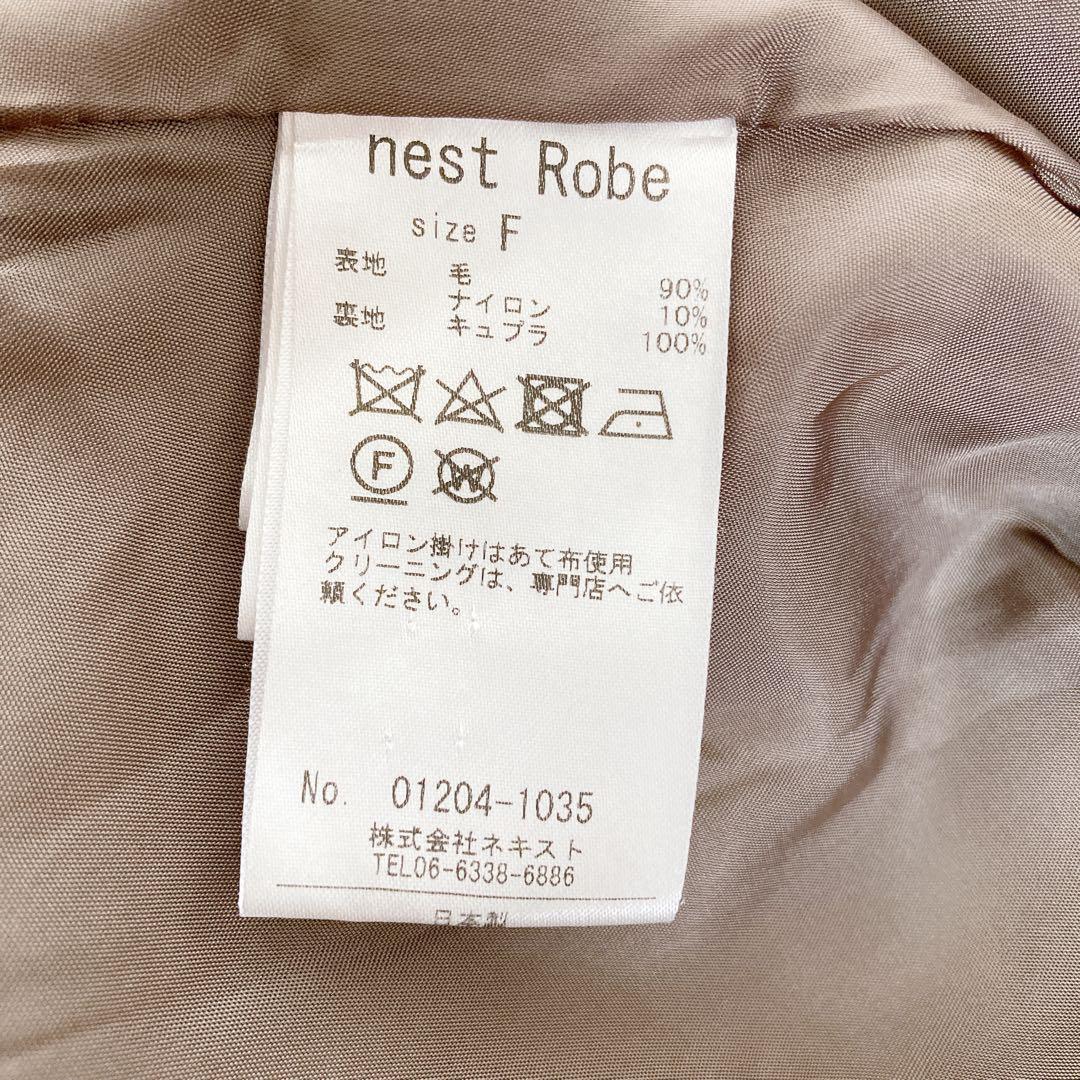 nest Robe
size F
表地 毛 90%
ナイロン 10%
裏地 キュプラ 100%
F W
アイロン掛けはあて布使用
クリーニングは、専門店へご依
頼ください。
No. 01204-1035
株式会社ネキスト
TEL06-6338-6886
日本製